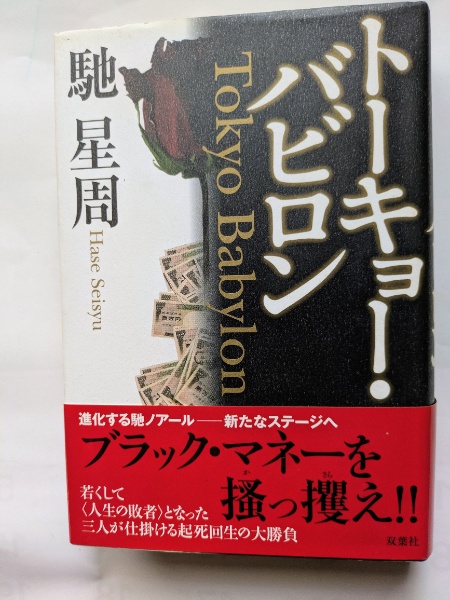 トーキョー・
バビロン
Tokyo Babylon
馳 星周
Hase Seisyu
進化する馳ノアール――新たなステージへ
ブラック・マネーを
掻っ攫え!!
か さら
若くして
〈人生の敗者〉となった
三人が仕掛ける起死回生の大勝負
双葉社